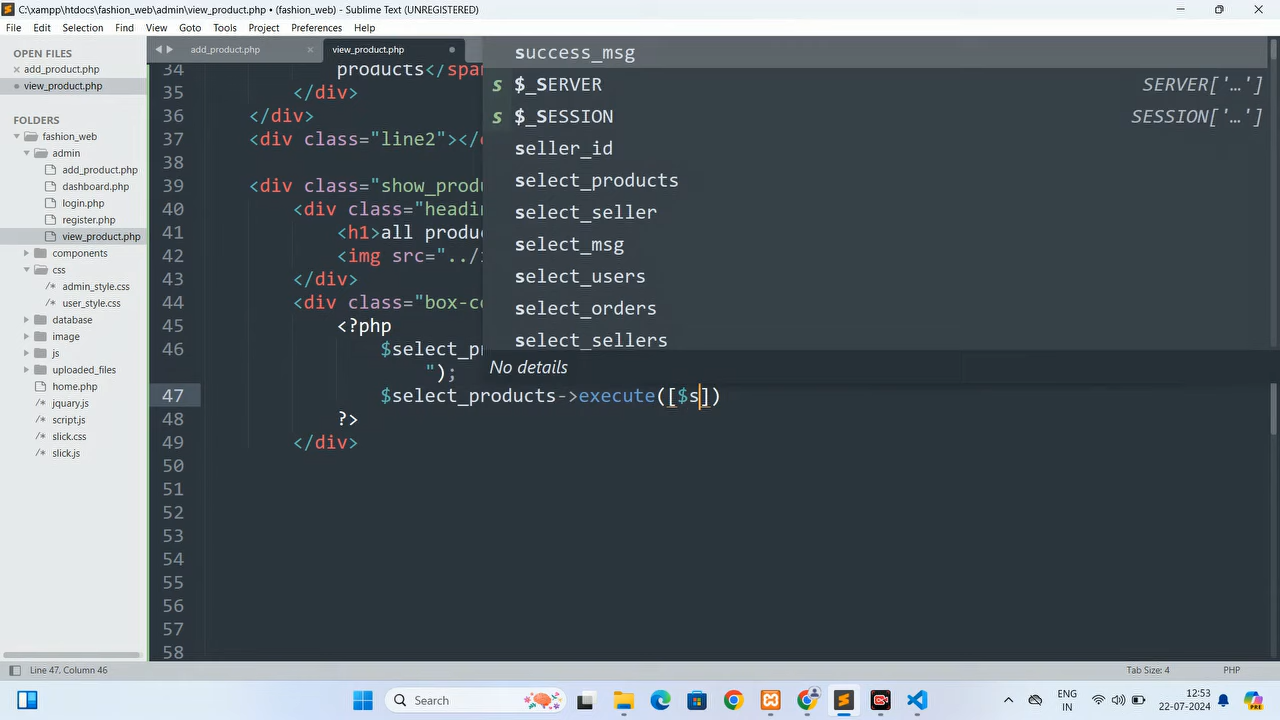 C:\xampp\htdocs\fashion_web\admin\view_product.php • (fashion_web) - Sublime Text (UNREGISTERED)
File Edit Selection Find View Goto Tools Project Preferences Help
OPEN FILES
add_product.php
view_product.php
FOLDERS
fashion_web
admin
add_product.php
dashboard.php
login.php
register.php
view_product.php
components
css
admin_style.css
user_style.css
database
image
js
uploaded_files
home.php
jquary.js
script.js
slick.css
slick.js
add_product.php × view_product.php
34 products</span
35 </div>
36 </div>
37 <div class="line2"></
38
39 <div class="show_prod
40 <div class="headin
41 <h1>all produ
42 <img src="../
43 </div>
44 <div class="box-co
45 <?php
46 $select_p
");
47 $select_products->execute([$s])
48 ?>
49 </div>
50
51
52
53
54
55
56
57
58
success_msg
s $_SERVER SERVER['…']
s $_SESSION SESSION['…']
seller_id
select_products
select_seller
select_msg
select_users
select_orders
select_sellers
No details
Line 47, Column 46 Tab Size: 4 PHP
Search
ENG
IN
12:53
22-07-2024